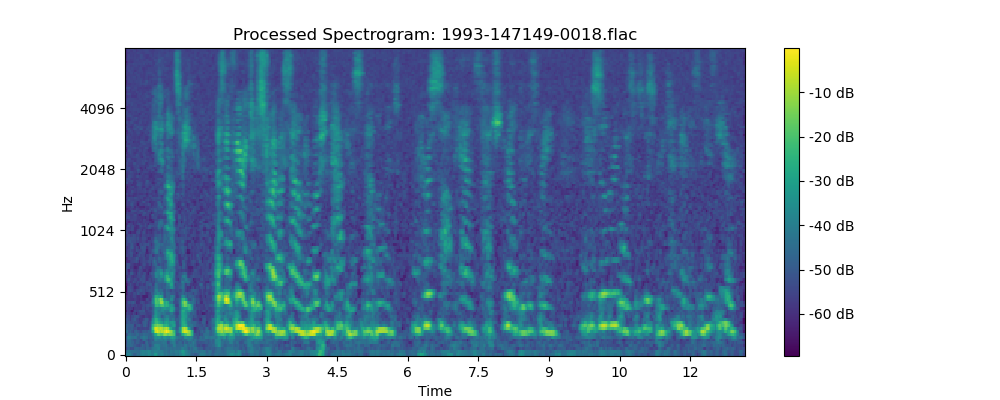 Processed Spectrogram: 1993-147149-0018.flac
4096
2048
1024
512
0
Hz
0 1.5 3 4.5 6 7.5 9 10 12
Time
-10 dB
-20 dB
-30 dB
-40 dB
-50 dB
-60 dB